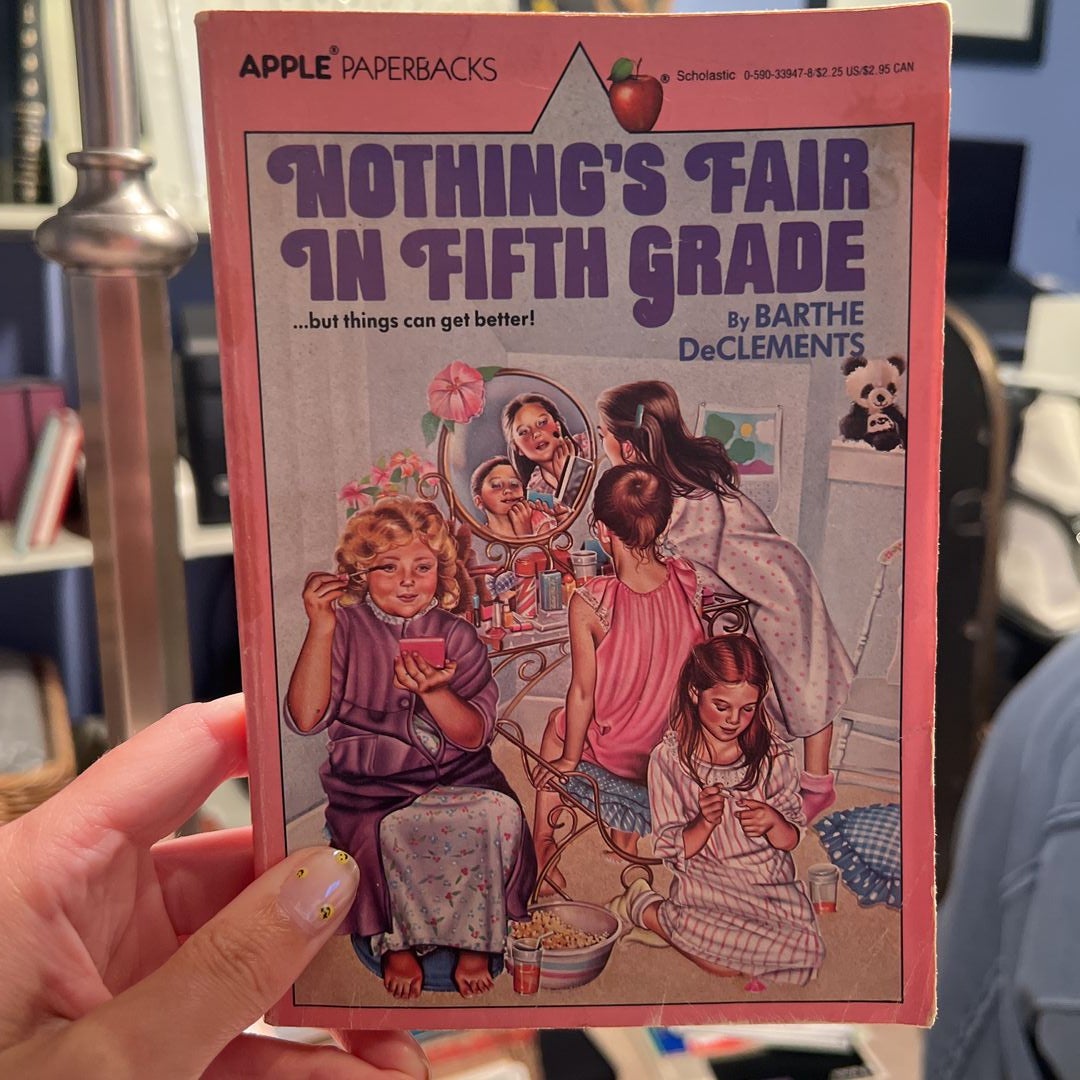 APPLE® PAPERBACKS
® Scholastic 0-590-33947-8/$2.25 US/$2.95 CAN
NOTHING'S FAIR
IN FIFTH GRADE
...but things can get better!
By BARTHE
DeCLEMENTS